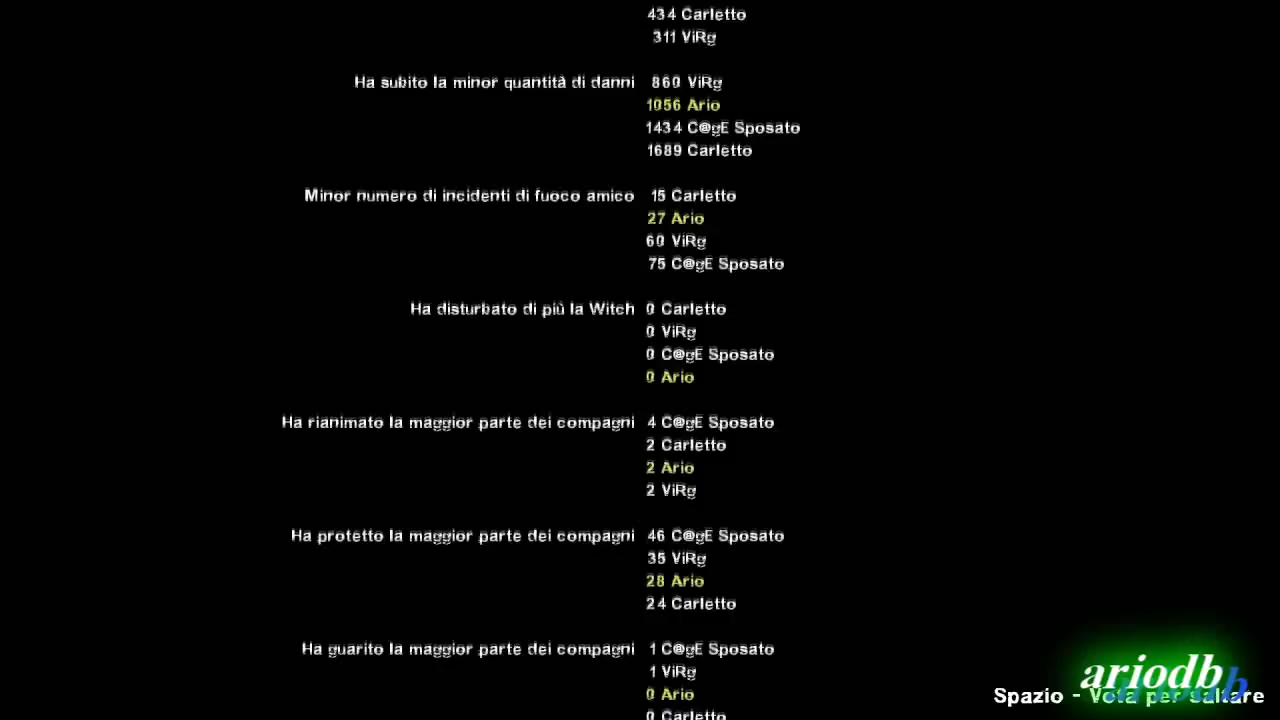 434 Carletto
311 ViRg
Ha subito la minor quantità di danni 860 ViRg
1056 Ario
1434 C@gE Sposato
1689 Carletto
Minor numero di incidenti di fuoco amico 15 Carletto
27 Ario
60 ViRg
75 C@gE Sposato
Ha disturbato di più la Witch 0 Carletto
0 ViRg
0 C@gE Sposato
0 Ario
Ha rianimato la maggior parte dei compagni 4 C@gE Sposato
2 Carletto
2 Ario
2 ViRg
Ha protetto la maggior parte dei compagni 46 C@gE Sposato
35 ViRg
28 Ario
24 Carletto
Ha guarito la maggior parte dei compagni 1 C@gE Sposato
1 ViRg
0 Ario
0 Carletto
ariodb
Spazio - Vota per saltare